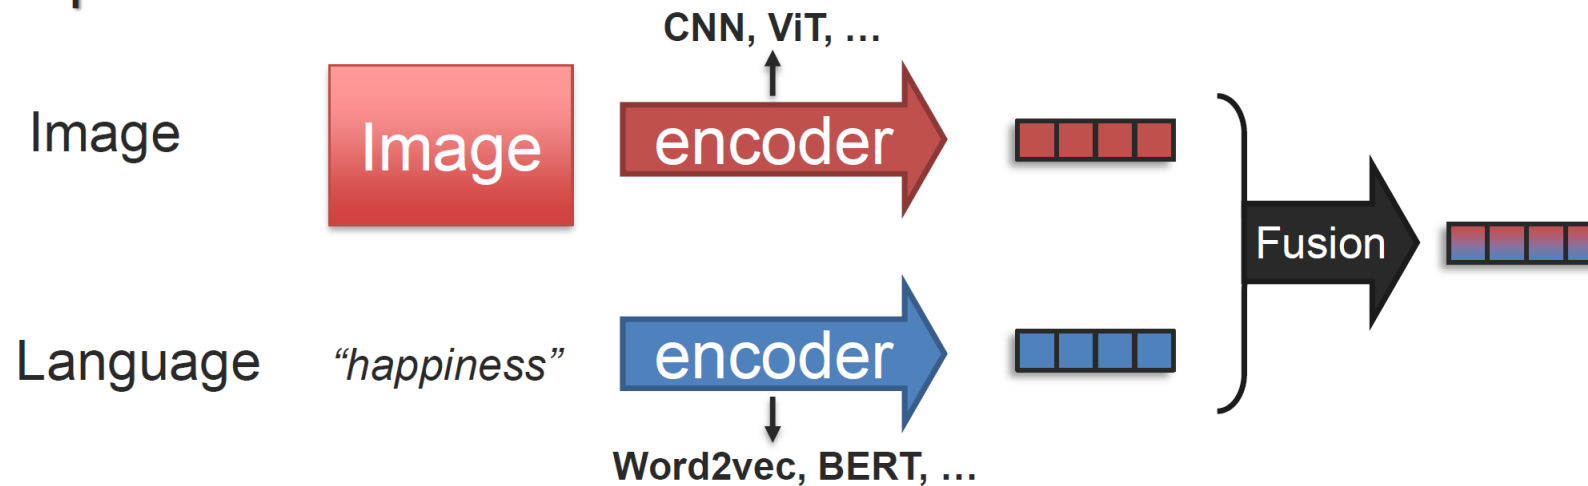 CNN, ViT, …
Image
Image
encoder
Fusion
Language
“happiness”
encoder
Word2vec, BERT, …